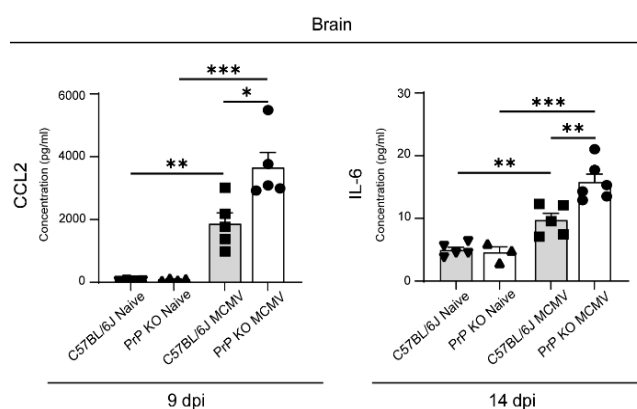 Brain
***
*
**
6000
4000
2000
0
CCL2
Concentration (pg/ml)
C57BL/6J Naive
PrP KO Naive
C57BL/6J MCMV
PrP KO MCMV
9 dpi
***
**
**
30
20
10
0
IL-6
Concentration (pg/ml)
C57BL/6J Naive
PrP KO Naive
C57BL/6J MCMV
PrP KO MCMV
14 dpi